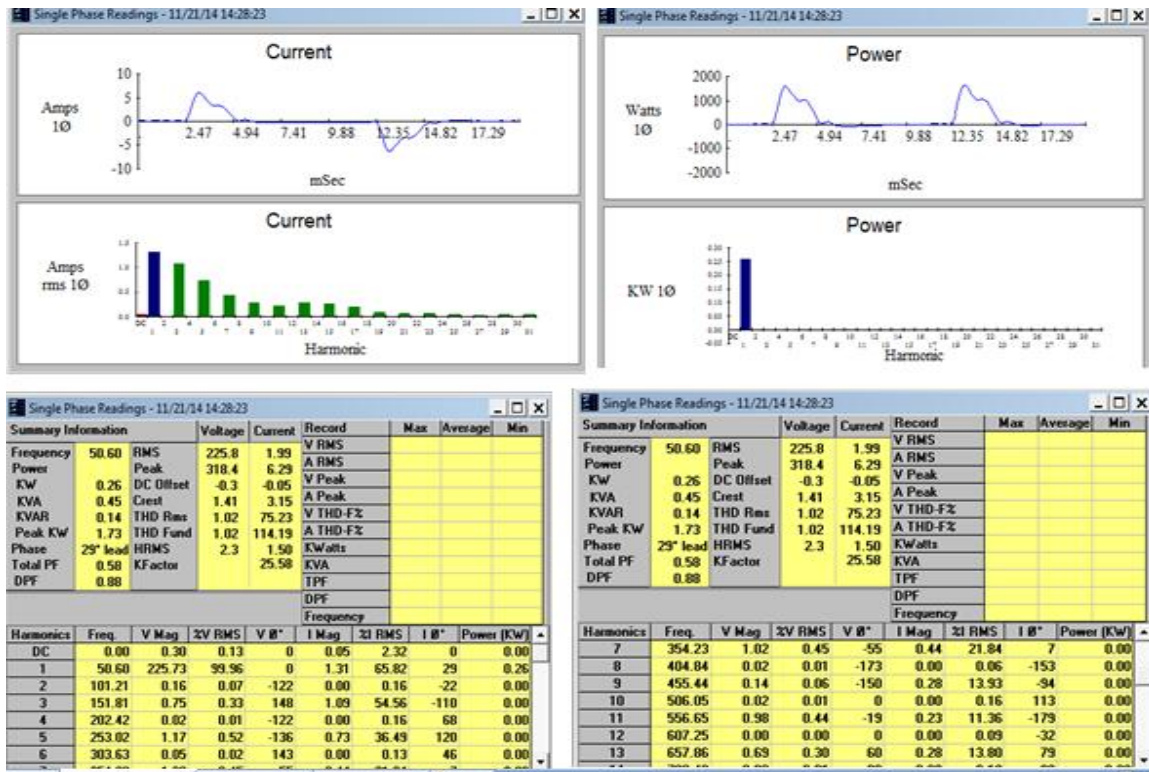 Single Phase Readings - 11/21/14 14:28:23
Current
10
5
0
-5
-10
Amps
1Ø
2.47 4.94 7.41 9.88 12.35 14.82 17.29
mSec
Current
Amps
rms 1Ø
Harmonic
Single Phase Readings - 11/21/14 14:28:23
Power
2000
1000
0
-1000
-2000
Watts
1Ø
2.47 4.94 7.41 9.88 12.35 14.82 17.29
mSec
Power
KW 1Ø
Harmonic
Single Phase Readings - 11/21/14 14:28:23
Summary Information Voltage Current Record Max Average Min
Frequency 50.60 RMS 225.8 1.99 V RMS
Power Peak 318.4 6.29 A RMS
KW 0.26 DC Offset -0.3 -0.05 V Peak
KVA 0.45 Crest 1.41 3.15 A Peak
KVAR 0.14 THD Rms 1.02 75.23 V THD-F%
Peak KW 1.73 THD Fund 1.02 114.19 A THD-F%
Phase 29° lead HRMS 2.3 1.50 KWatts
Total PF 0.58 KFactor 25.58 KVA
DPF 0.88 TPF
DPF
Frequency
Harmonics Freq. V Mag %V RMS V Ø° I Mag %I RMS I Ø° Power (KW)
DC 0.00 0.30 0.13 0 0.05 2.32 0 0.00
1 50.60 225.73 99.96 0 1.31 65.82 29 0.26
2 101.21 0.16 0.07 -122 0.00 0.16 -22 0.00
3 151.81 0.75 0.33 148 1.09 54.56 -110 0.00
4 202.42 0.02 0.01 -122 0.00 0.16 68 0.00
5 253.02 1.17 0.52 -136 0.73 36.49 120 0.00
6 303.63 0.05 0.02 143 0.00 0.13 46 0.00
Single Phase Readings - 11/21/14 14:28:23
Summary Information Voltage Current Record Max Average Min
Frequency 50.60 RMS 225.8 1.99 V RMS
Power Peak 318.4 6.29 A RMS
KW 0.26 DC Offset -0.3 -0.05 V Peak
KVA 0.45 Crest 1.41 3.15 A Peak
KVAR 0.14 THD Rms 1.02 75.23 V THD-F%
Peak KW 1.73 THD Fund 1.02 114.19 A THD-F%
Phase 29° lead HRMS 2.3 1.50 KWatts
Total PF 0.58 KFactor 25.58 KVA
DPF 0.88 TPF
DPF
Frequency
Harmonics Freq. V Mag %V RMS V Ø° I Mag %I RMS I Ø° Power (KW)
7 354.23 1.02 0.45 -55 0.44 21.84 7 0.00
8 404.84 0.02 0.01 -173 0.00 0.06 -153 0.00
9 455.44 0.14 0.06 -150 0.28 13.93 -94 0.00
10 506.05 0.02 0.01 0 0.00 0.16 113 0.00
11 556.65 0.98 0.44 -19 0.23 11.36 -179 0.00
12 607.25 0.00 0.00 0 0.00 0.09 -32 0.00
13 657.86 0.69 0.30 60 0.28 13.80 79 0.00